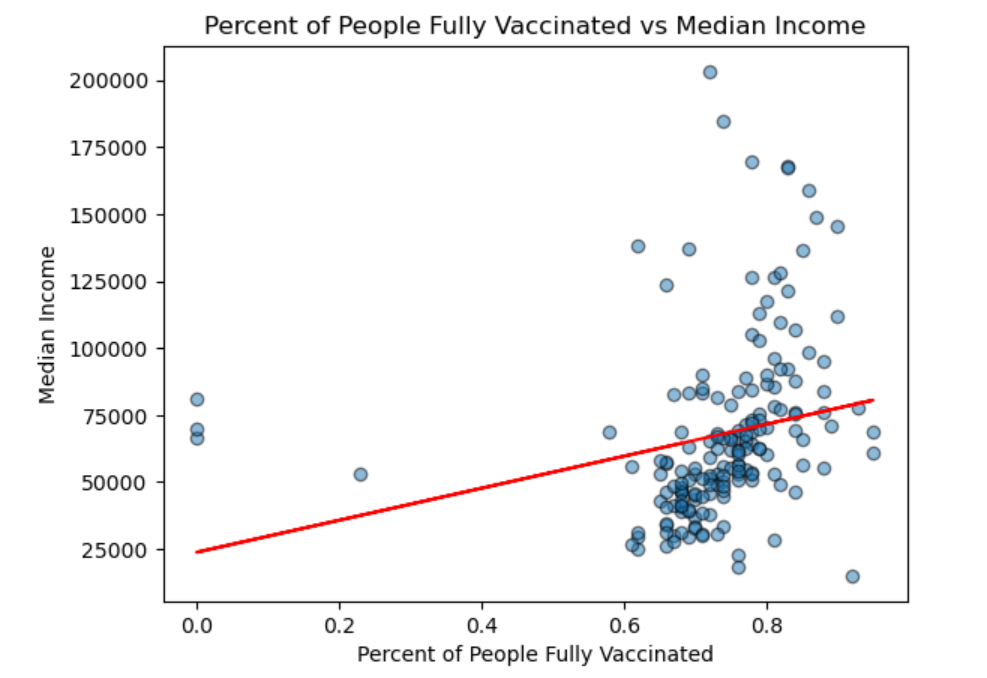 Percent of People Fully Vaccinated vs Median Income
200000
175000
150000
125000
100000
75000
50000
25000
Median Income
0.0 0.2 0.4 0.6 0.8
Percent of People Fully Vaccinated